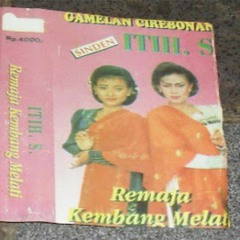 Rp. 4000,-
ITIH. S.
Remaja Kembang Melati
GAMELAN CIREBONAN
SINDEN
ITIH. S
Remaja
Kembang Melati